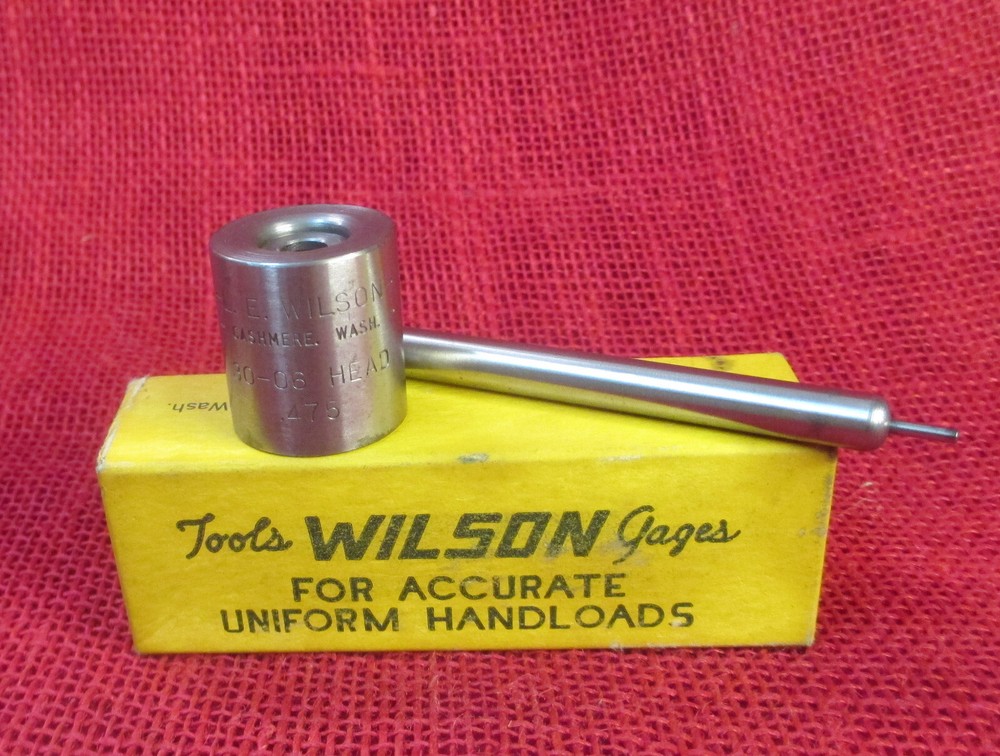 L.E. WILSON
CASHMERE, WASH.
30-06 HEAD
.475
Wash.
Tools WILSON Gages
FOR ACCURATE
UNIFORM HANDLOADS